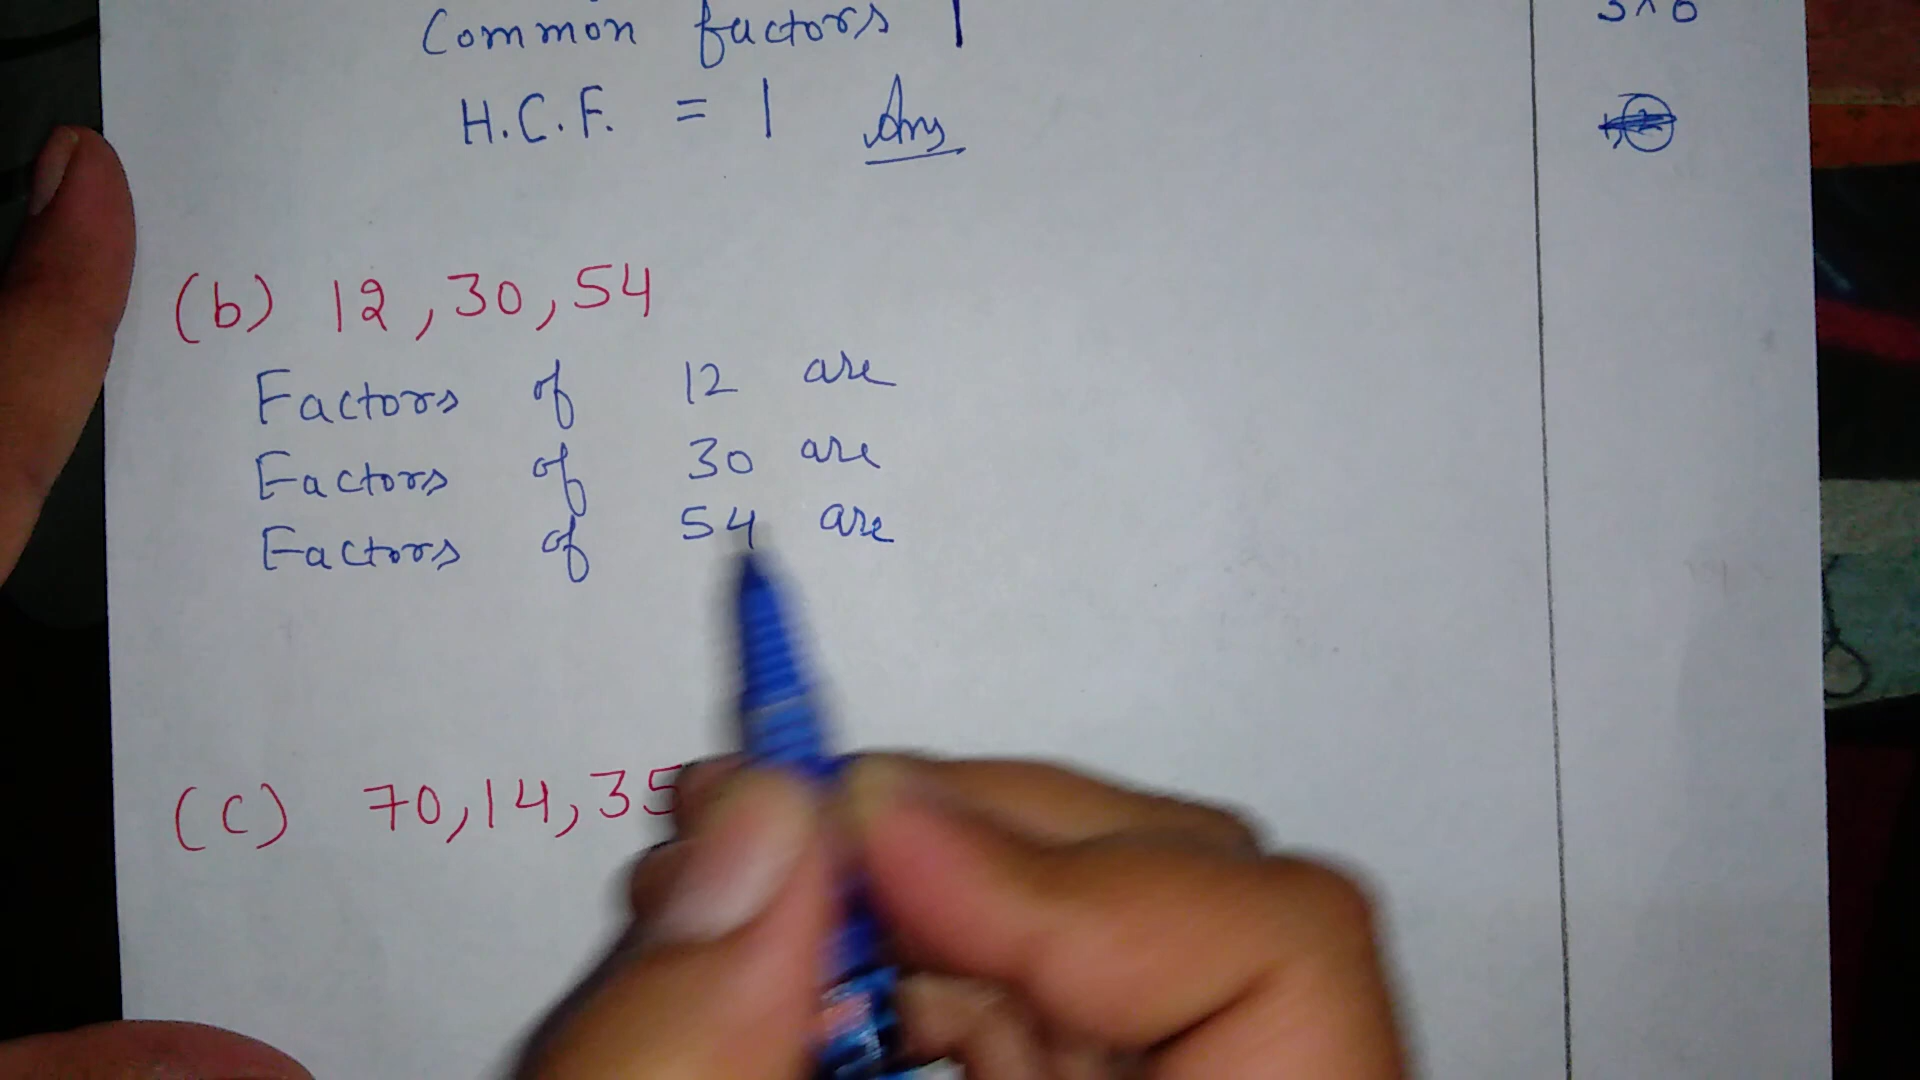 Common factors 1
H.C.F. = 1 Ans
(b) 12, 30, 54
Factors of 12 are
Factors of 30 are
Factors of 54 are
(c) 70, 14, 35